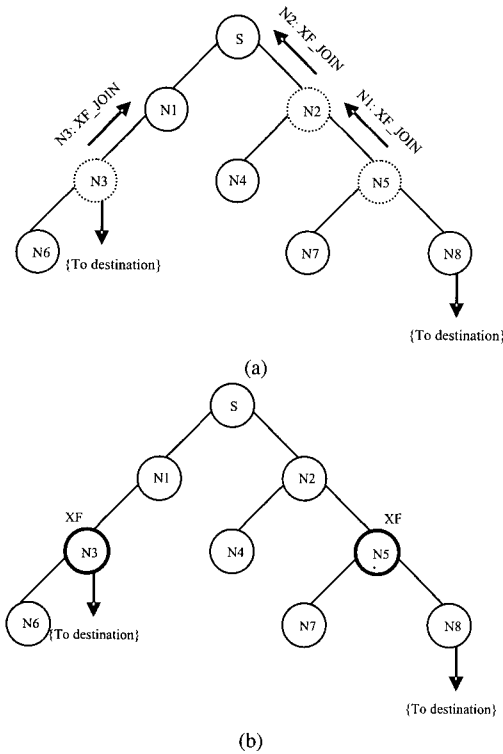 S
N2: XF_JOIN
N3: XF_JOIN
N1
N2
N1: XF_JOIN
N3
N4
N5
N6
{To destination}
N7
N8
{To destination}
(a)
S
N1
N2
XF
XF
N3
N4
N5
N6
{To destination}
N7
N8
{To destination}
(b)